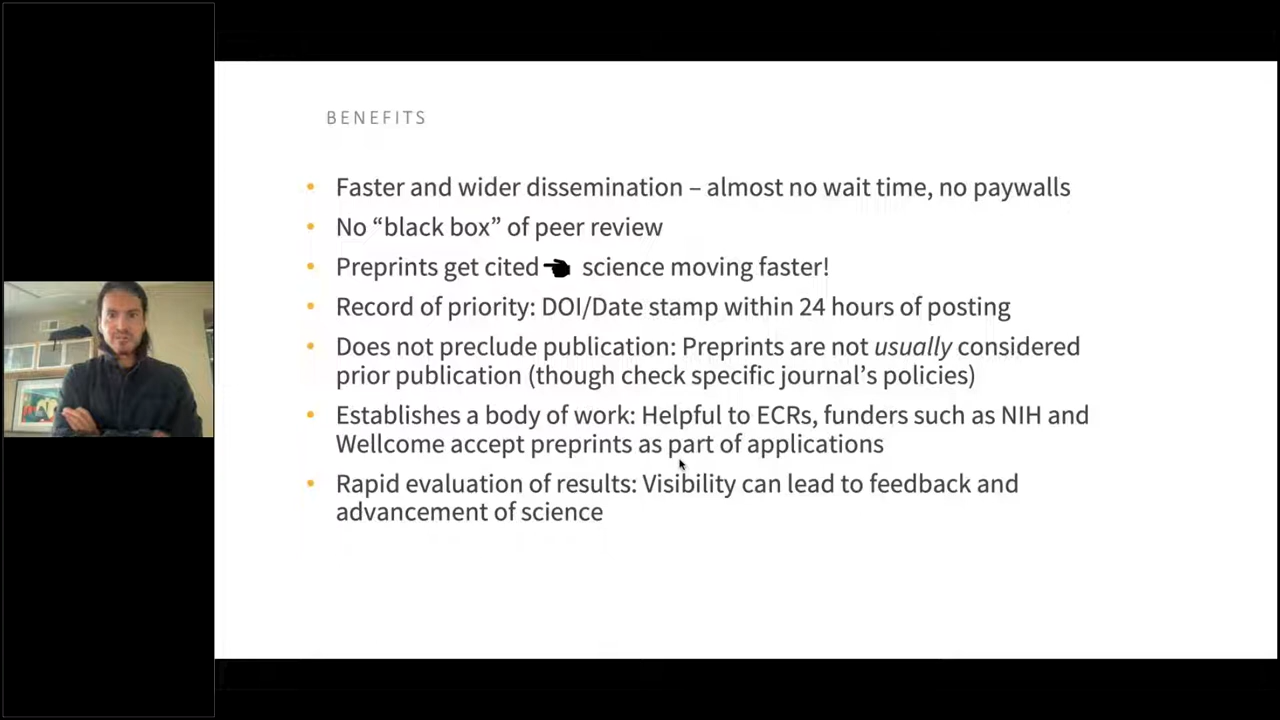 BENEFITS
• Faster and wider dissemination – almost no wait time, no paywalls
• No “black box” of peer review
• Preprints get cited science moving faster!
• Record of priority: DOI/Date stamp within 24 hours of posting
• Does not preclude publication: Preprints are not usually considered
prior publication (though check specific journal’s policies)
• Establishes a body of work: Helpful to ECRs, funders such as NIH and
Wellcome accept preprints as part of applications
• Rapid evaluation of results: Visibility can lead to feedback and
advancement of science